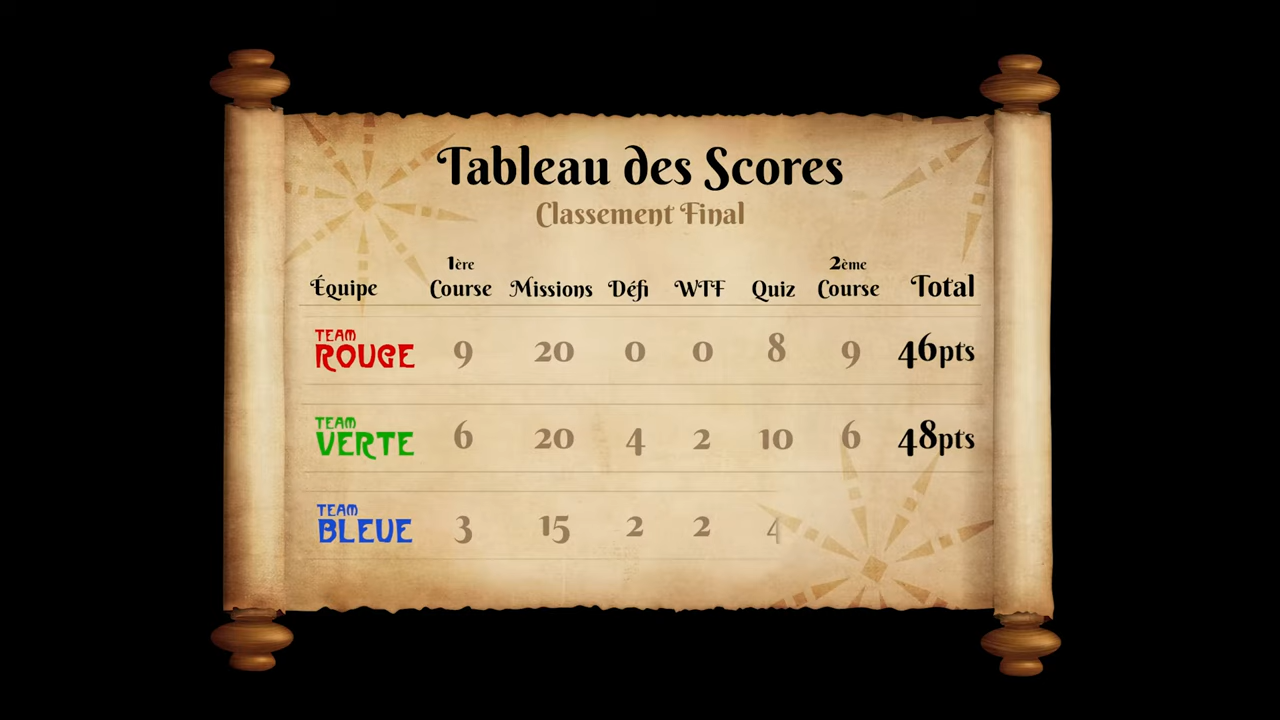 Tableau des Scores
Classement Final
Équipe 1ère Course Missions Défi WTF Quiz 2ème Course Total
TEAM ROUGE 9 20 0 0 8 9 46pts
TEAM VERTE 6 20 4 2 10 6 48pts
TEAM BLEUE 3 15 2 2 4